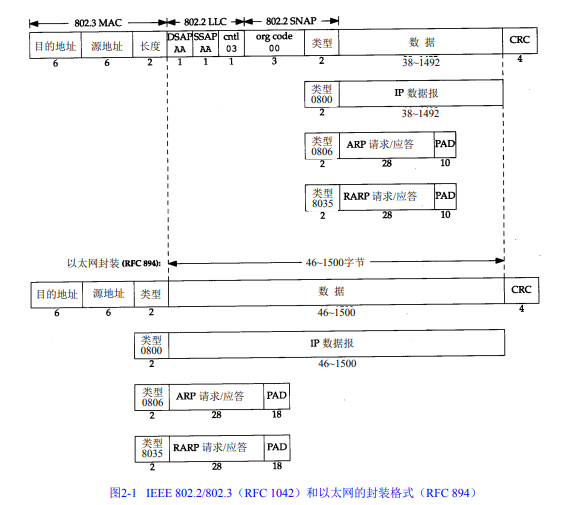 802.3 MAC 802.2 LLC 802.2 SNAP
目的地址 源地址 长度 DSAP AA SSAP AA cntl 03 org code 00 类型 数 据 CRC
6 6 2 1 1 1 3 2 38~1492 4
类型 0800 IP 数据报
2 38~1492
类型 0806 ARP 请求/应答 PAD
2 28 10
类型 8035 RARP 请求/应答 PAD
2 28 10
以太网封装 (RFC 894): 46~1500字节
目的地址 源地址 类型 数 据 CRC
6 6 2 46~1500 4
类型 0800 IP 数据报
2 46~1500
类型 0806 ARP 请求/应答 PAD
2 28 18
类型 8035 RARP 请求/应答 PAD
2 28 18
图2-1 IEEE 802.2/802.3（RFC 1042）和以太网的封装格式（RFC 894）